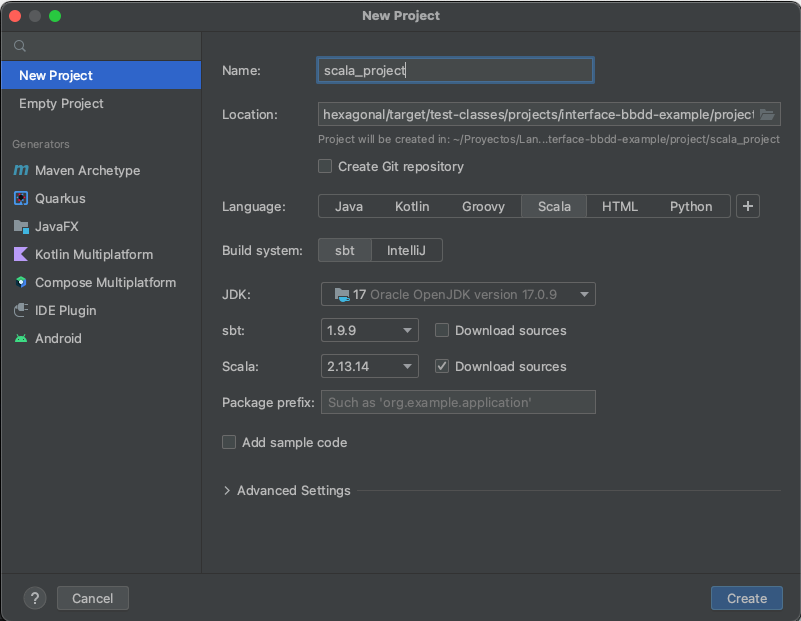 New Project
New Project
Empty Project
Generators
Maven Archetype
Quarkus
JavaFX
Kotlin Multiplatform
Compose Multiplatform
IDE Plugin
Android
Name: scala_project
Location: hexagonal/target/test-classes/projects/interface-bbdd-example/project
Project will be created in: ~/Proyectos/Lan...terface-bbdd-example/project/scala_project
Create Git repository
Language: Java Kotlin Groovy Scala HTML Python +
Build system: sbt IntelliJ
JDK: 17 Oracle OpenJDK version 17.0.9
sbt: 1.9.9 Download sources
Scala: 2.13.14 Download sources
Package prefix: Such as 'org.example.application'
Add sample code
Advanced Settings
? Cancel Create